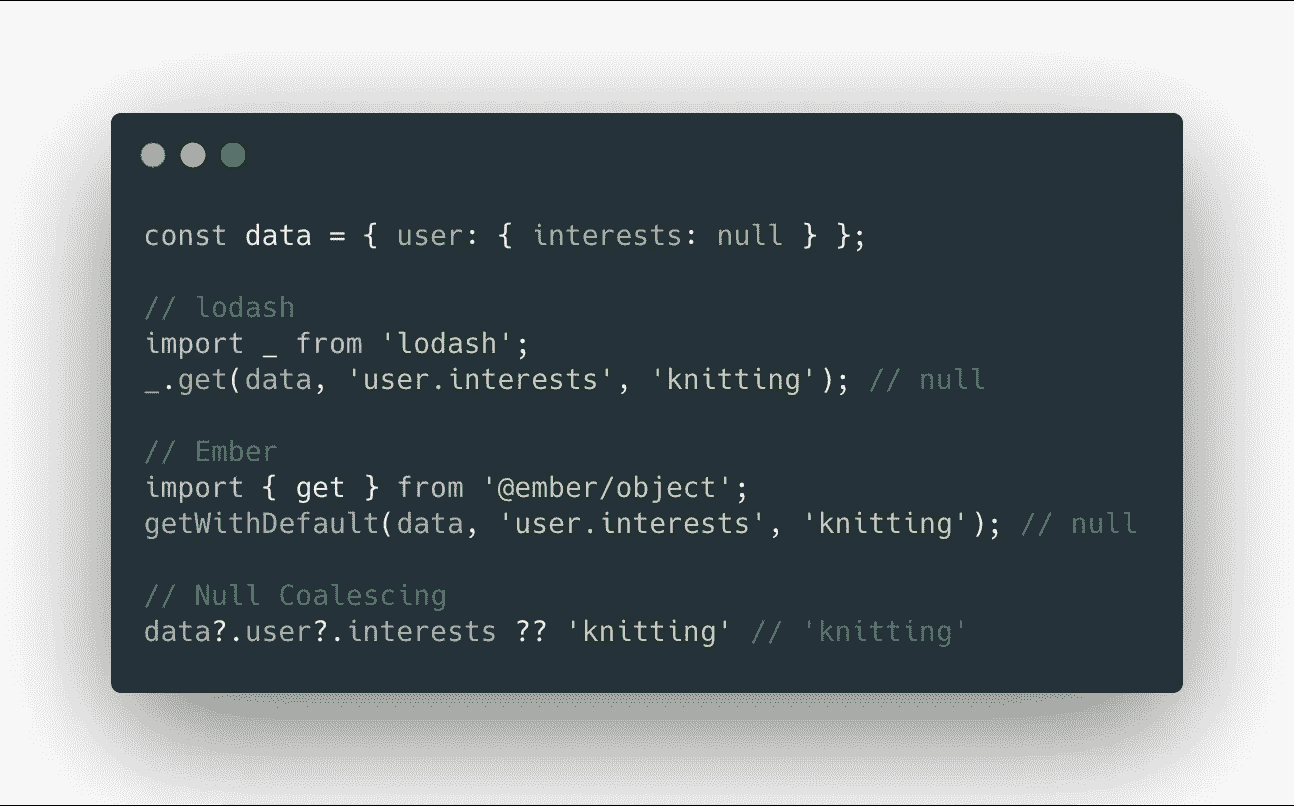 const data = { user: { interests: null } };
// lodash
import _ from 'lodash';
_.get(data, 'user.interests', 'knitting'); // null
// Ember
import { get } from '@ember/object';
getWithDefault(data, 'user.interests', 'knitting'); // null
// Null Coalescing
data?.user?.interests ?? 'knitting' // 'knitting'